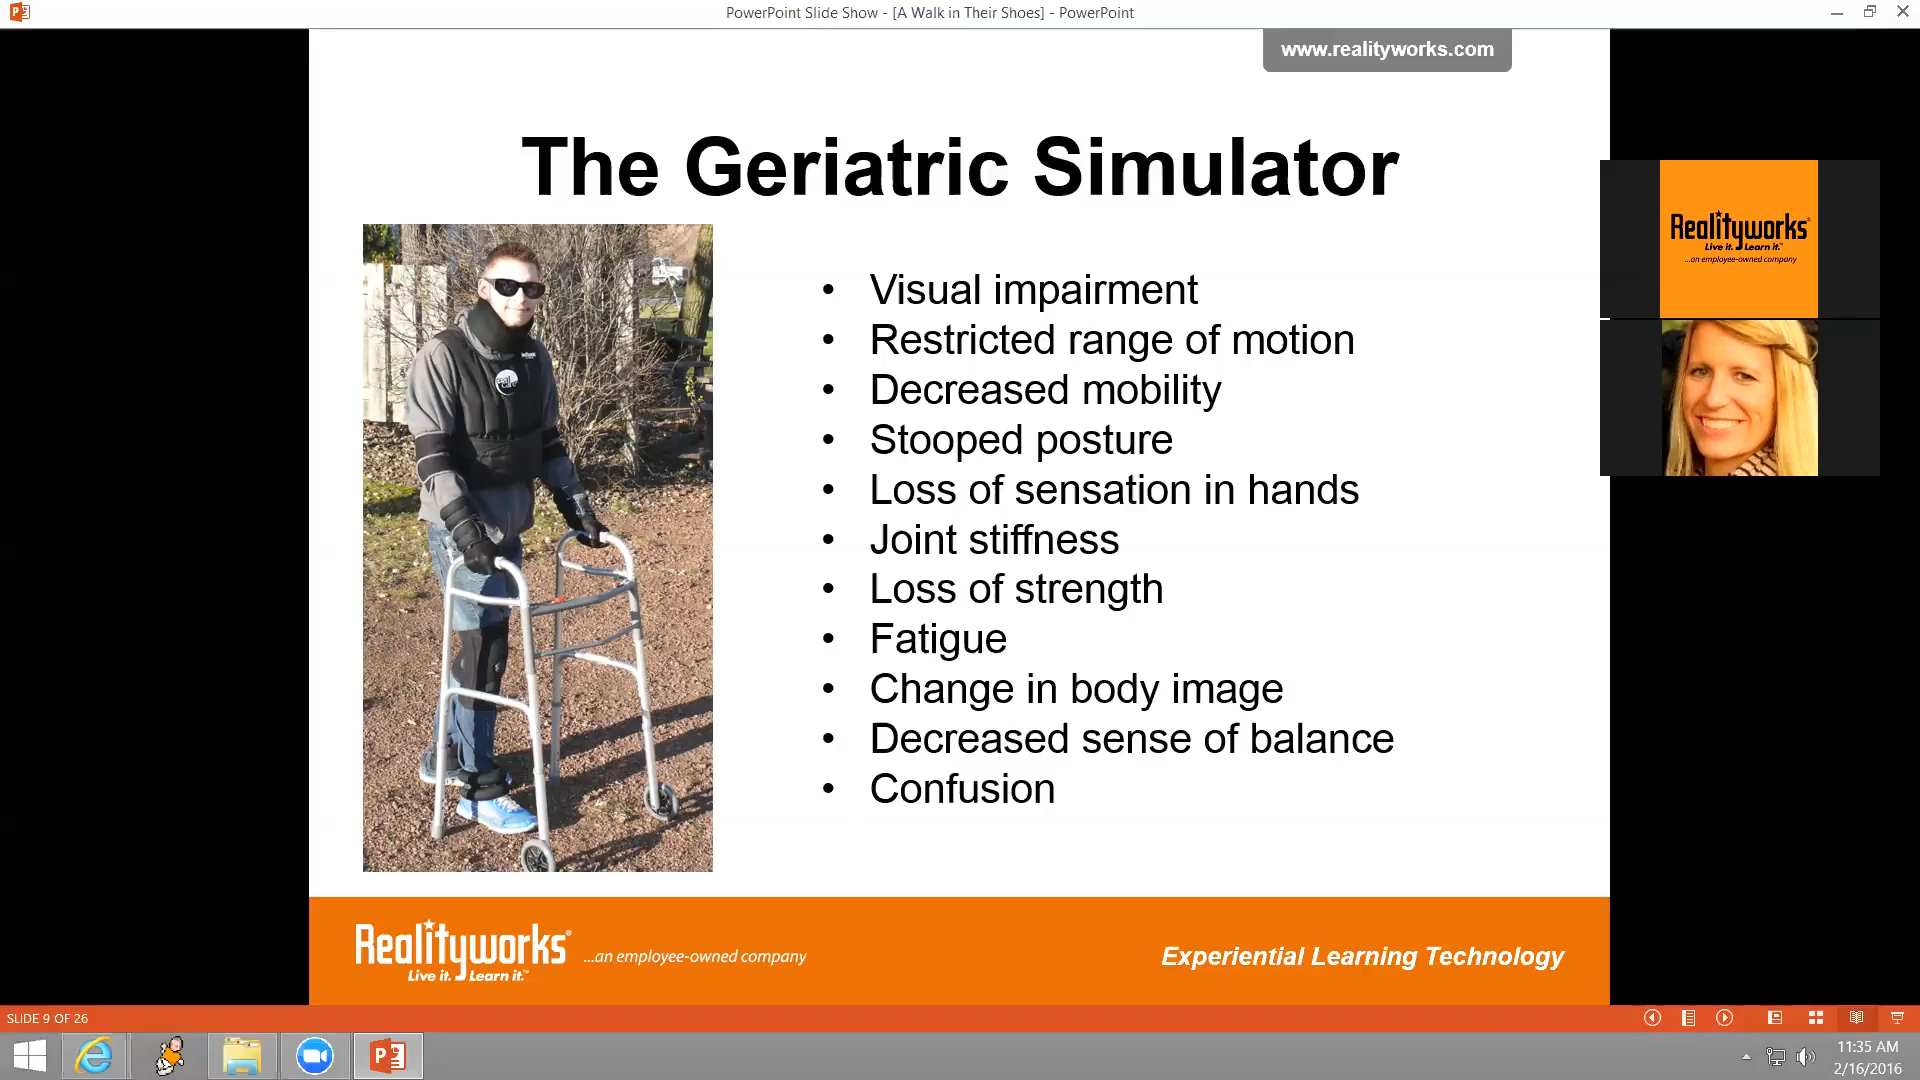 PowerPoint Slide Show - [A Walk in Their Shoes] - PowerPoint
www.realityworks.com
The Geriatric Simulator
• Visual impairment
• Restricted range of motion
• Decreased mobility
• Stooped posture
• Loss of sensation in hands
• Joint stiffness
• Loss of strength
• Fatigue
• Change in body image
• Decreased sense of balance
• Confusion
Realityworks®
Live it. Learn it.™
...an employee-owned company
Realityworks®
Live it. Learn it.™
...an employee-owned company
Experiential Learning Technology
SLIDE 9 OF 26
11:35 AM
2/16/2016